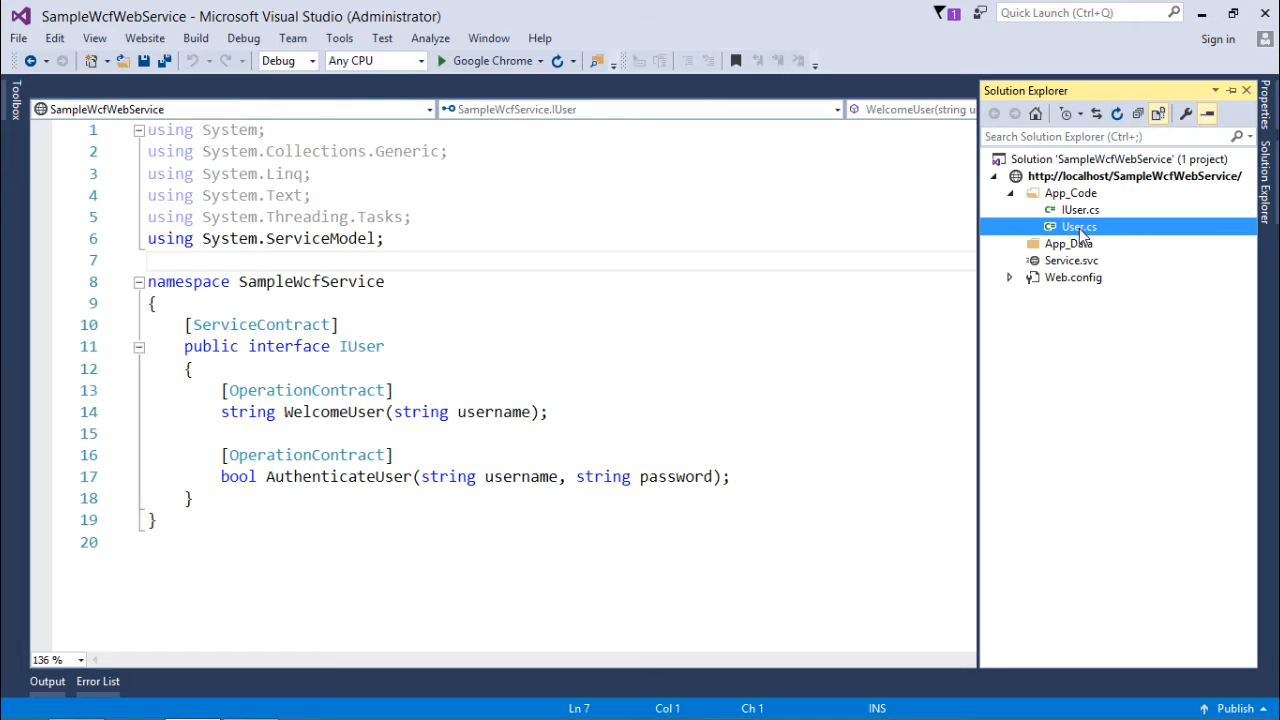 SampleWcfWebService - Microsoft Visual Studio (Administrator)
1
Quick Launch (Ctrl+Q)
File Edit View Website Build Debug Team Tools Test Analyze Window Help
Sign in
Debug Any CPU Google Chrome
Toolbox
SampleWcfWebService SampleWcfService.IUser WelcomeUser(string u
1 using System;
2 using System.Collections.Generic;
3 using System.Linq;
4 using System.Text;
5 using System.Threading.Tasks;
6 using System.ServiceModel;
7
8 namespace SampleWcfService
9 {
10 [ServiceContract]
11 public interface IUser
12 {
13 [OperationContract]
14 string WelcomeUser(string username);
15
16 [OperationContract]
17 bool AuthenticateUser(string username, string password);
18 }
19 }
20
136 %
Solution Explorer
Search Solution Explorer (Ctrl+;)
Solution 'SampleWcfWebService' (1 project)
http://localhost/SampleWcfWebService/
App_Code
IUser.cs
User.cs
App_Data
Service.svc
Web.config
Properties
Solution Explorer
Output Error List
Ln 7 Col 1 Ch 1 INS Publish